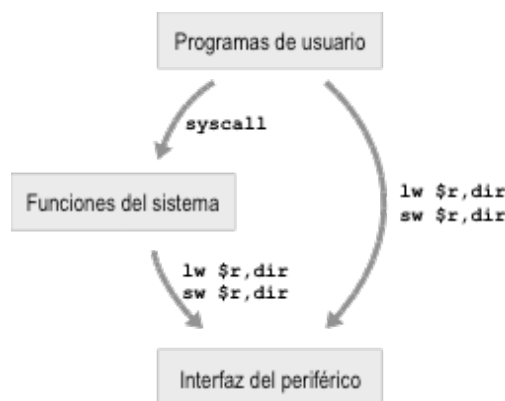 Programas de usuario
syscall
lw $r,dir
sw $r,dir
Funciones del sistema
lw $r,dir
sw $r,dir
Interfaz del periférico